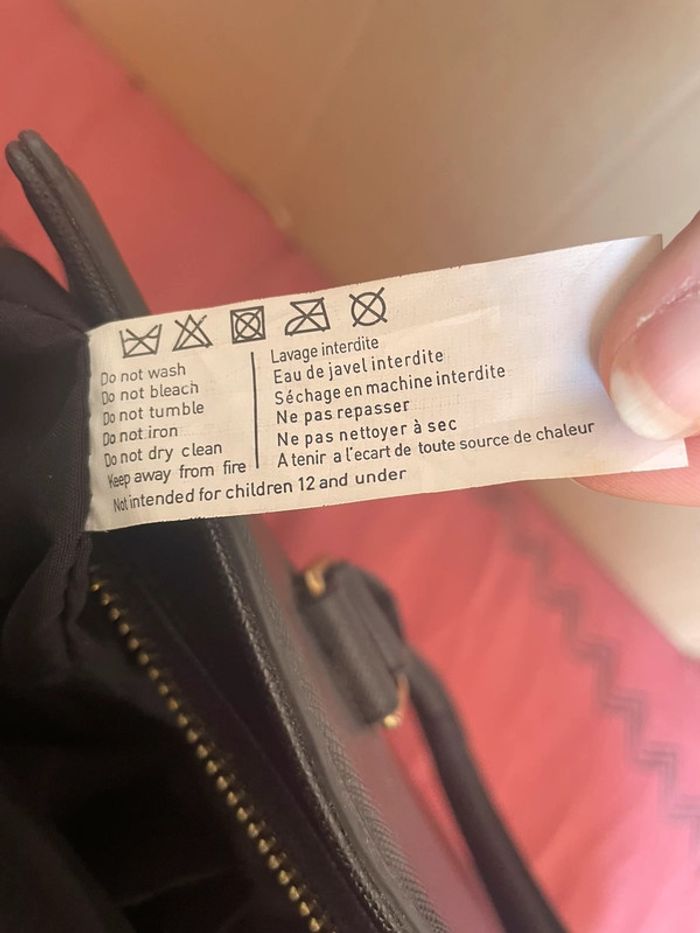 Do not wash
Do not bleach
Do not tumble
Do not iron
Do not dry clean
Keep away from fire
Lavage interdite
Eau de javel interdite
Séchage en machine interdite
Ne pas repasser
Ne pas nettoyer à sec
A tenir a l'ecart de toute source de chaleur
Not intended for children 12 and under